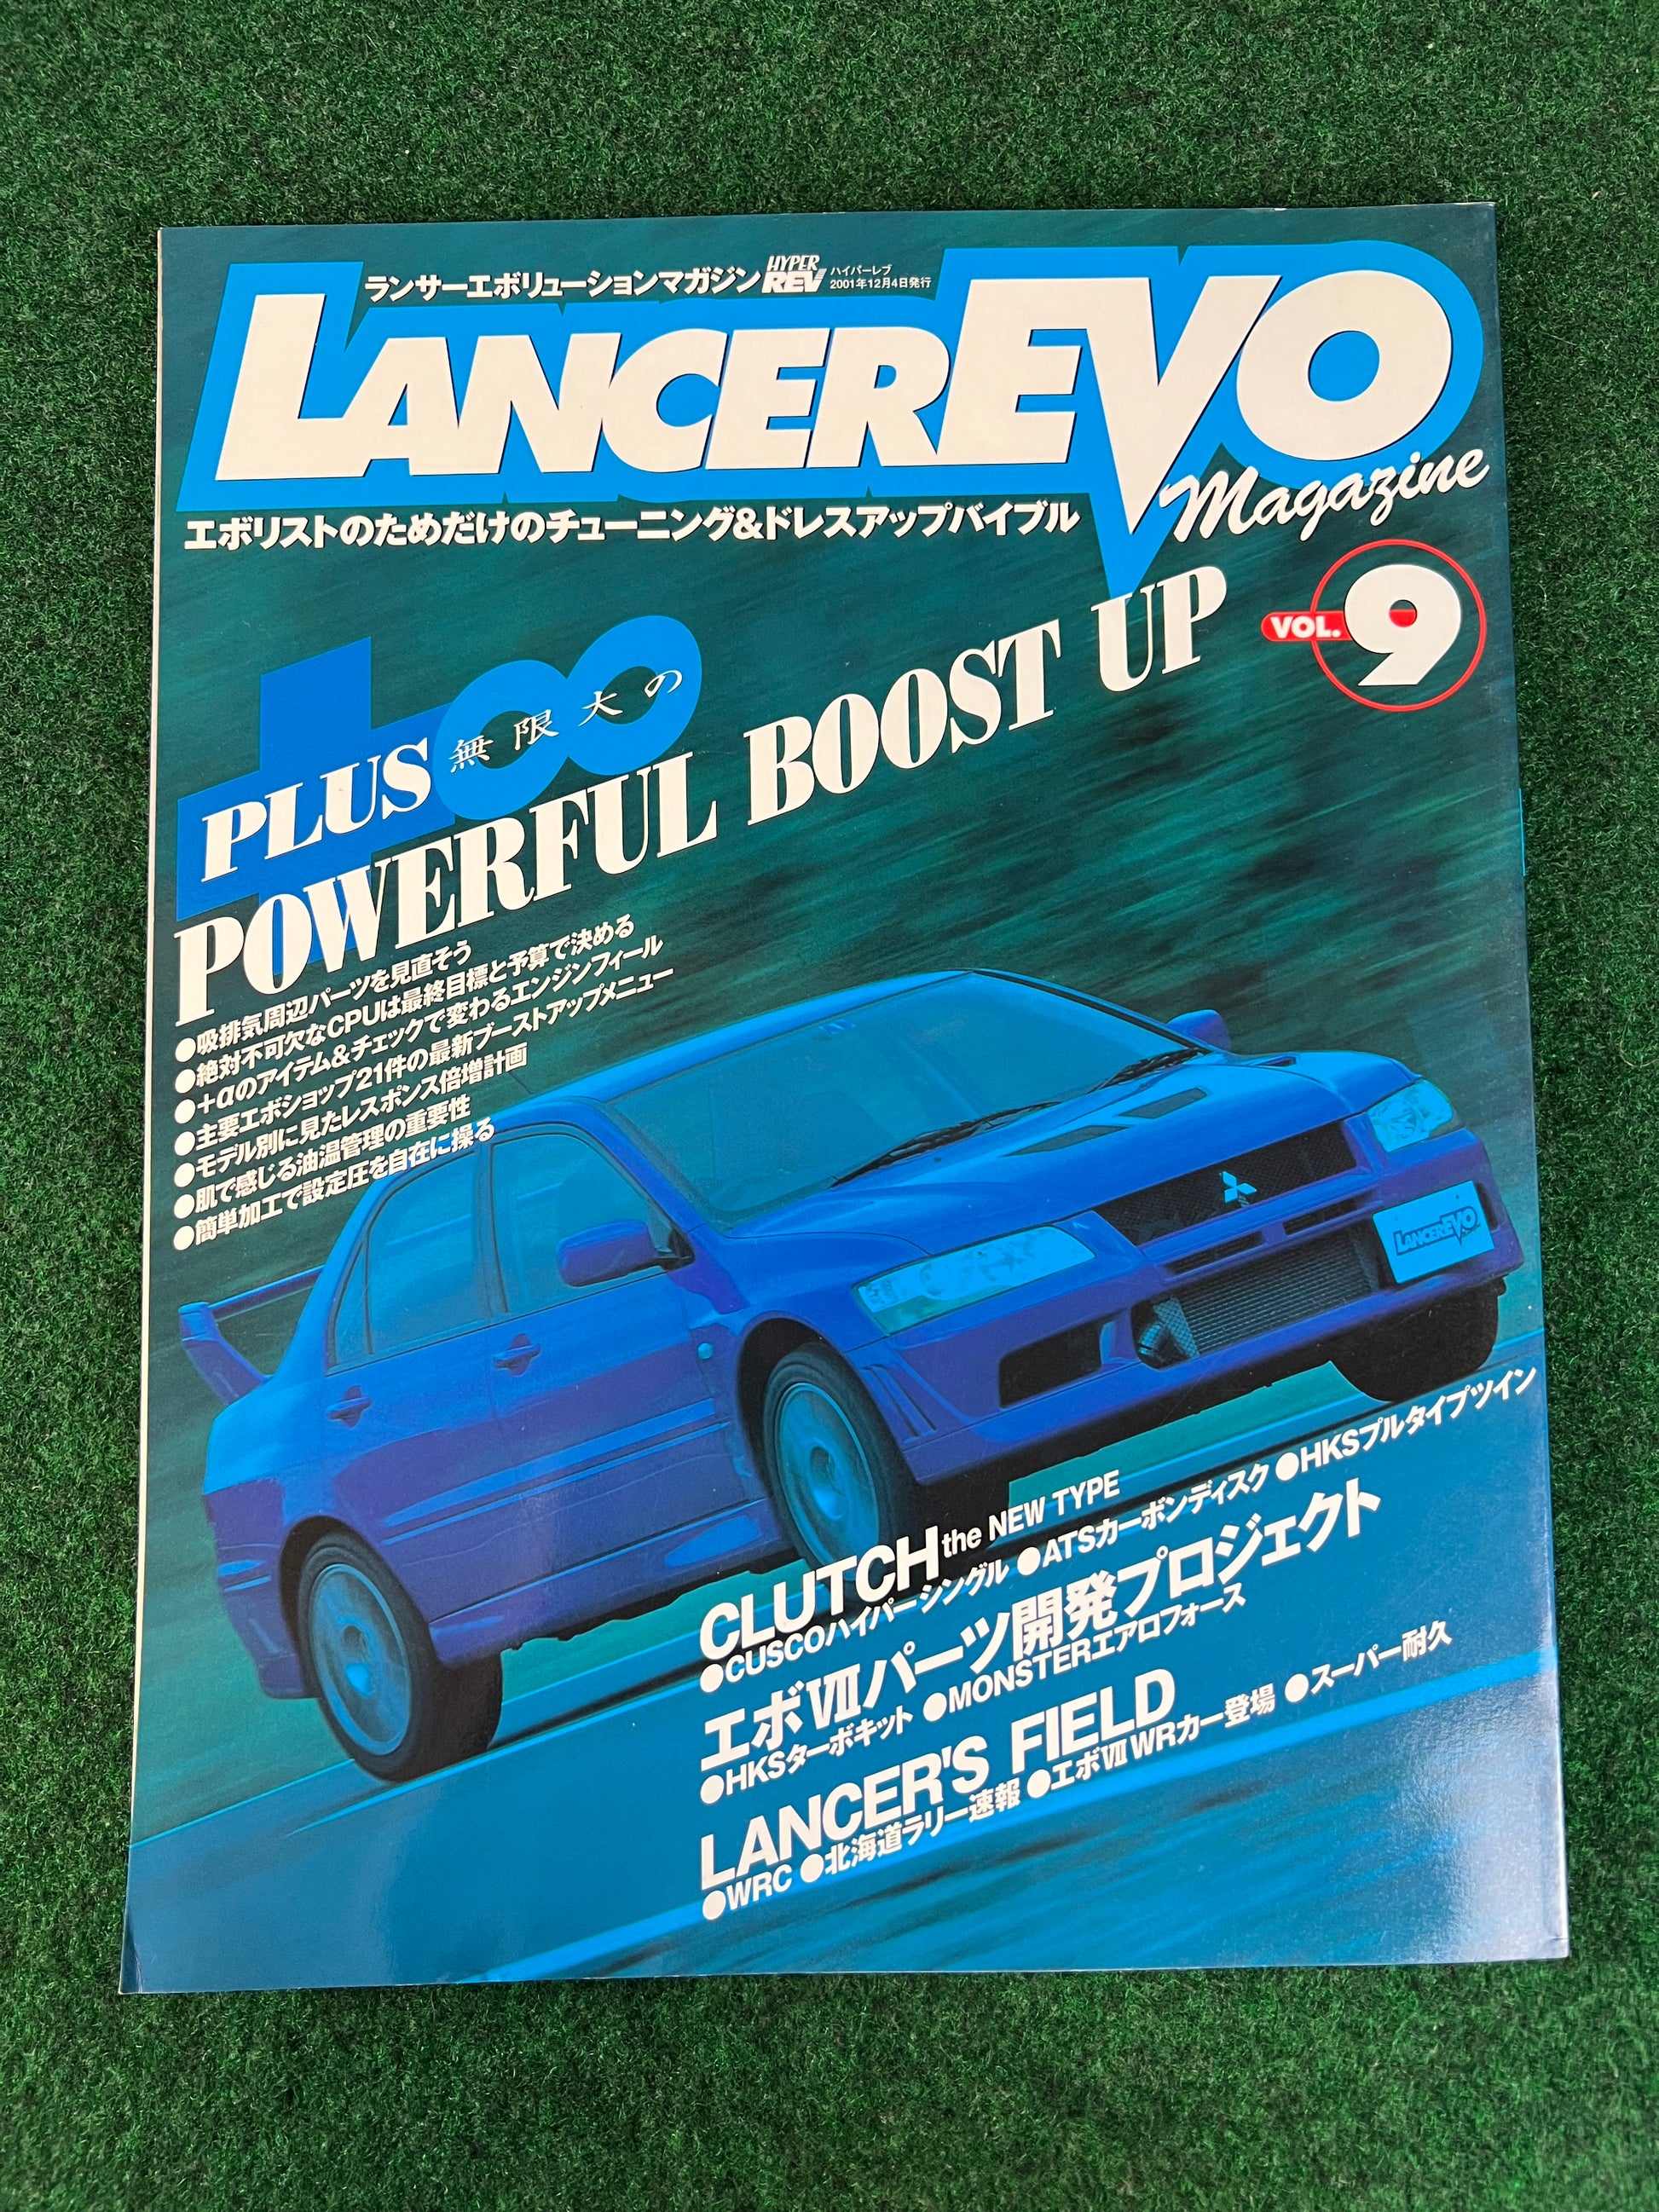 ランサーエボリューションマガジン HYPER REV ハイパーレブ
2001年12月4日発行
LANCEREVO
Magazine
エボリストのためだけのチューニング&ドレスアップバイブル
VOL.9
+∞
PLUS 無限大の
POWERFUL BOOST UP
●吸排気周辺パーツを見直そう
●絶対不可欠なCPUは最終目標と予算で決める
●+αのアイテム&チェックで変わるエンジンフィール
●主要エボショップ21件の最新ブーストアップメニュー
●モデル別に見たレスポンス倍増計画
●肌で感じる油温管理の重要性
●簡単加工で設定圧を自在に操る
LANCEREVO
CLUTCH the NEW TYPE
●CUSCOハイパーシングル ●ATSカーボンディスク ●HKSプルタイプツイン
エボⅦパーツ開発プロジェクト
●HKSターボキット ●MONSTERエアロフォース
LANCER'S FIELD
●WRC ●北海道ラリー速報 ●エボⅦWRカー登場 ●スーパー耐久